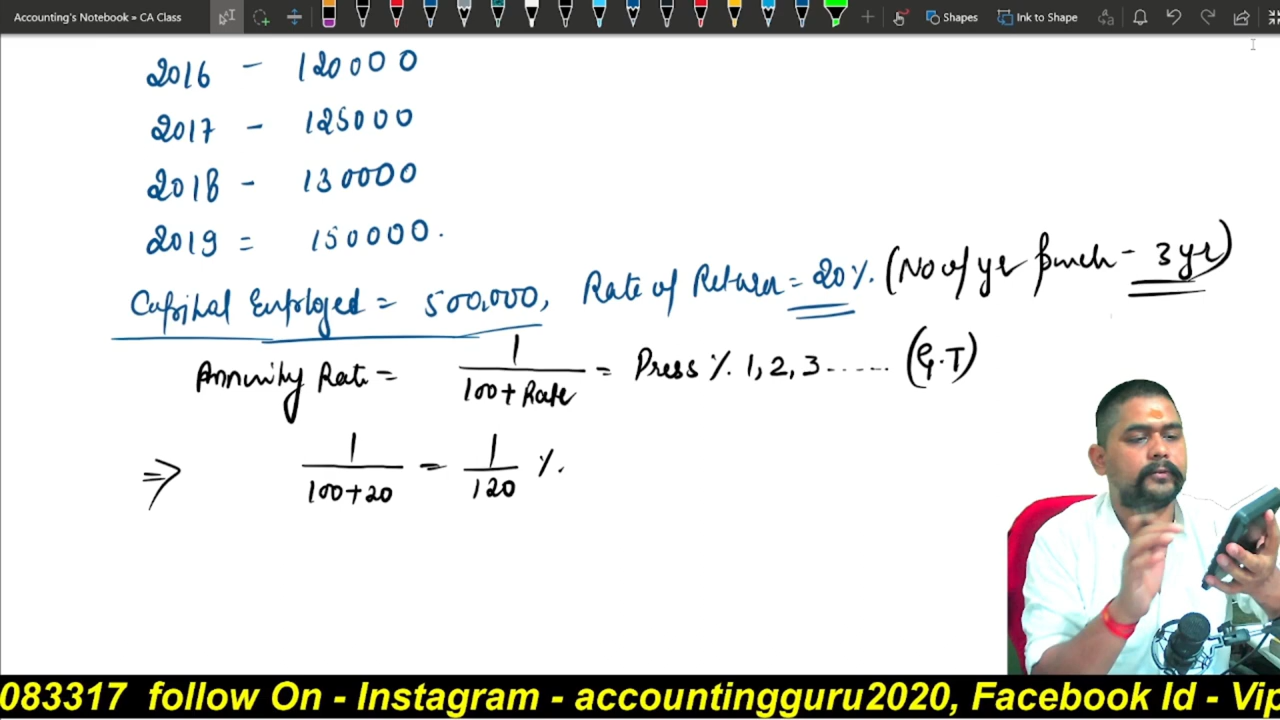 Accounting's Notebook » CA Class
Shapes
Ink to Shape
2016 - 120000
2017 - 125000
2018 - 130000
2019 = 150000.
Capital Employed = 500,000, Rate of Return = 20%. (No of yr - 3 yr)
Annuity Rate = 1/100+Rate = Press %. 1, 2, 3...... (G.T)
⇒ 1/100+20 = 1/120 %.
083317 follow On - Instagram - accountingguru2020, Facebook Id - Vip